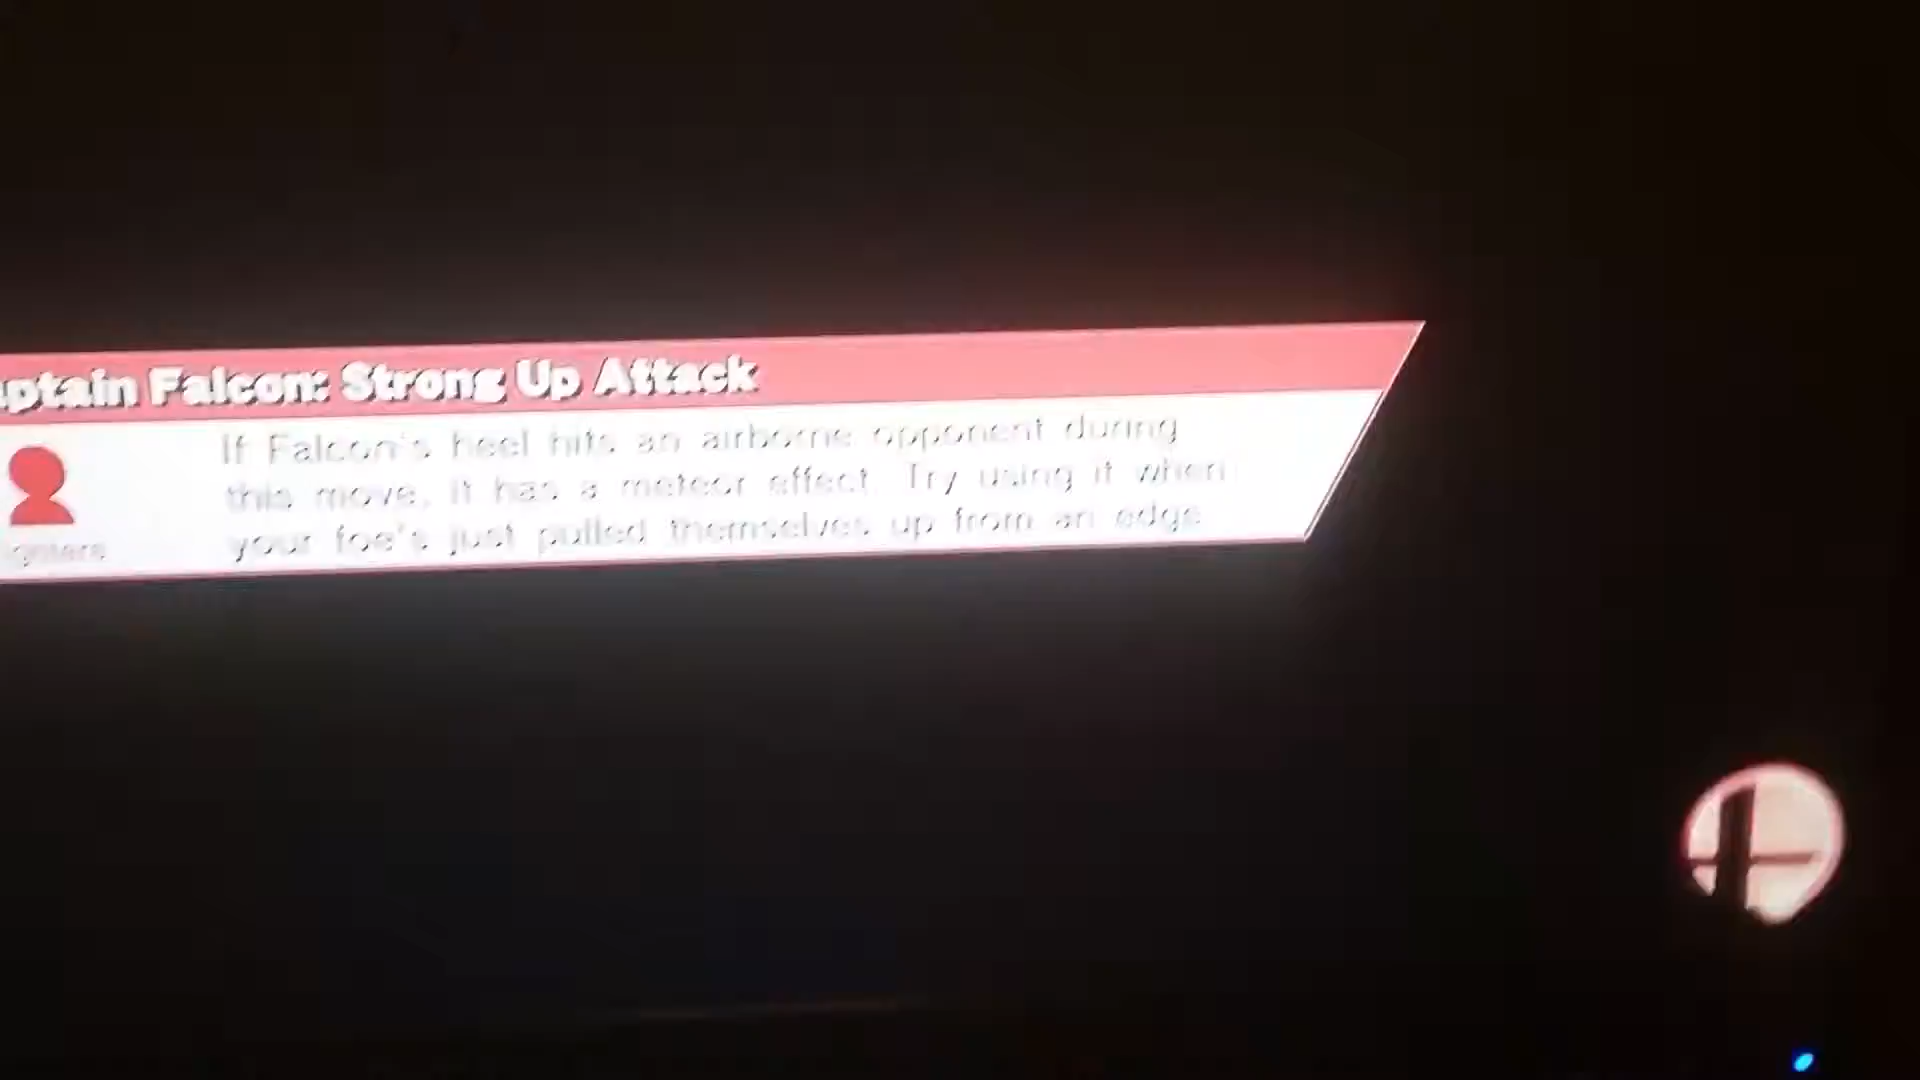 ptain Falcon: Strong Up Attack
If Falcon's heel hits an airborne opponent during
this move, it has a meteor effect. Try using it when
your foe's just pulled themselves up from an edge.
ighters